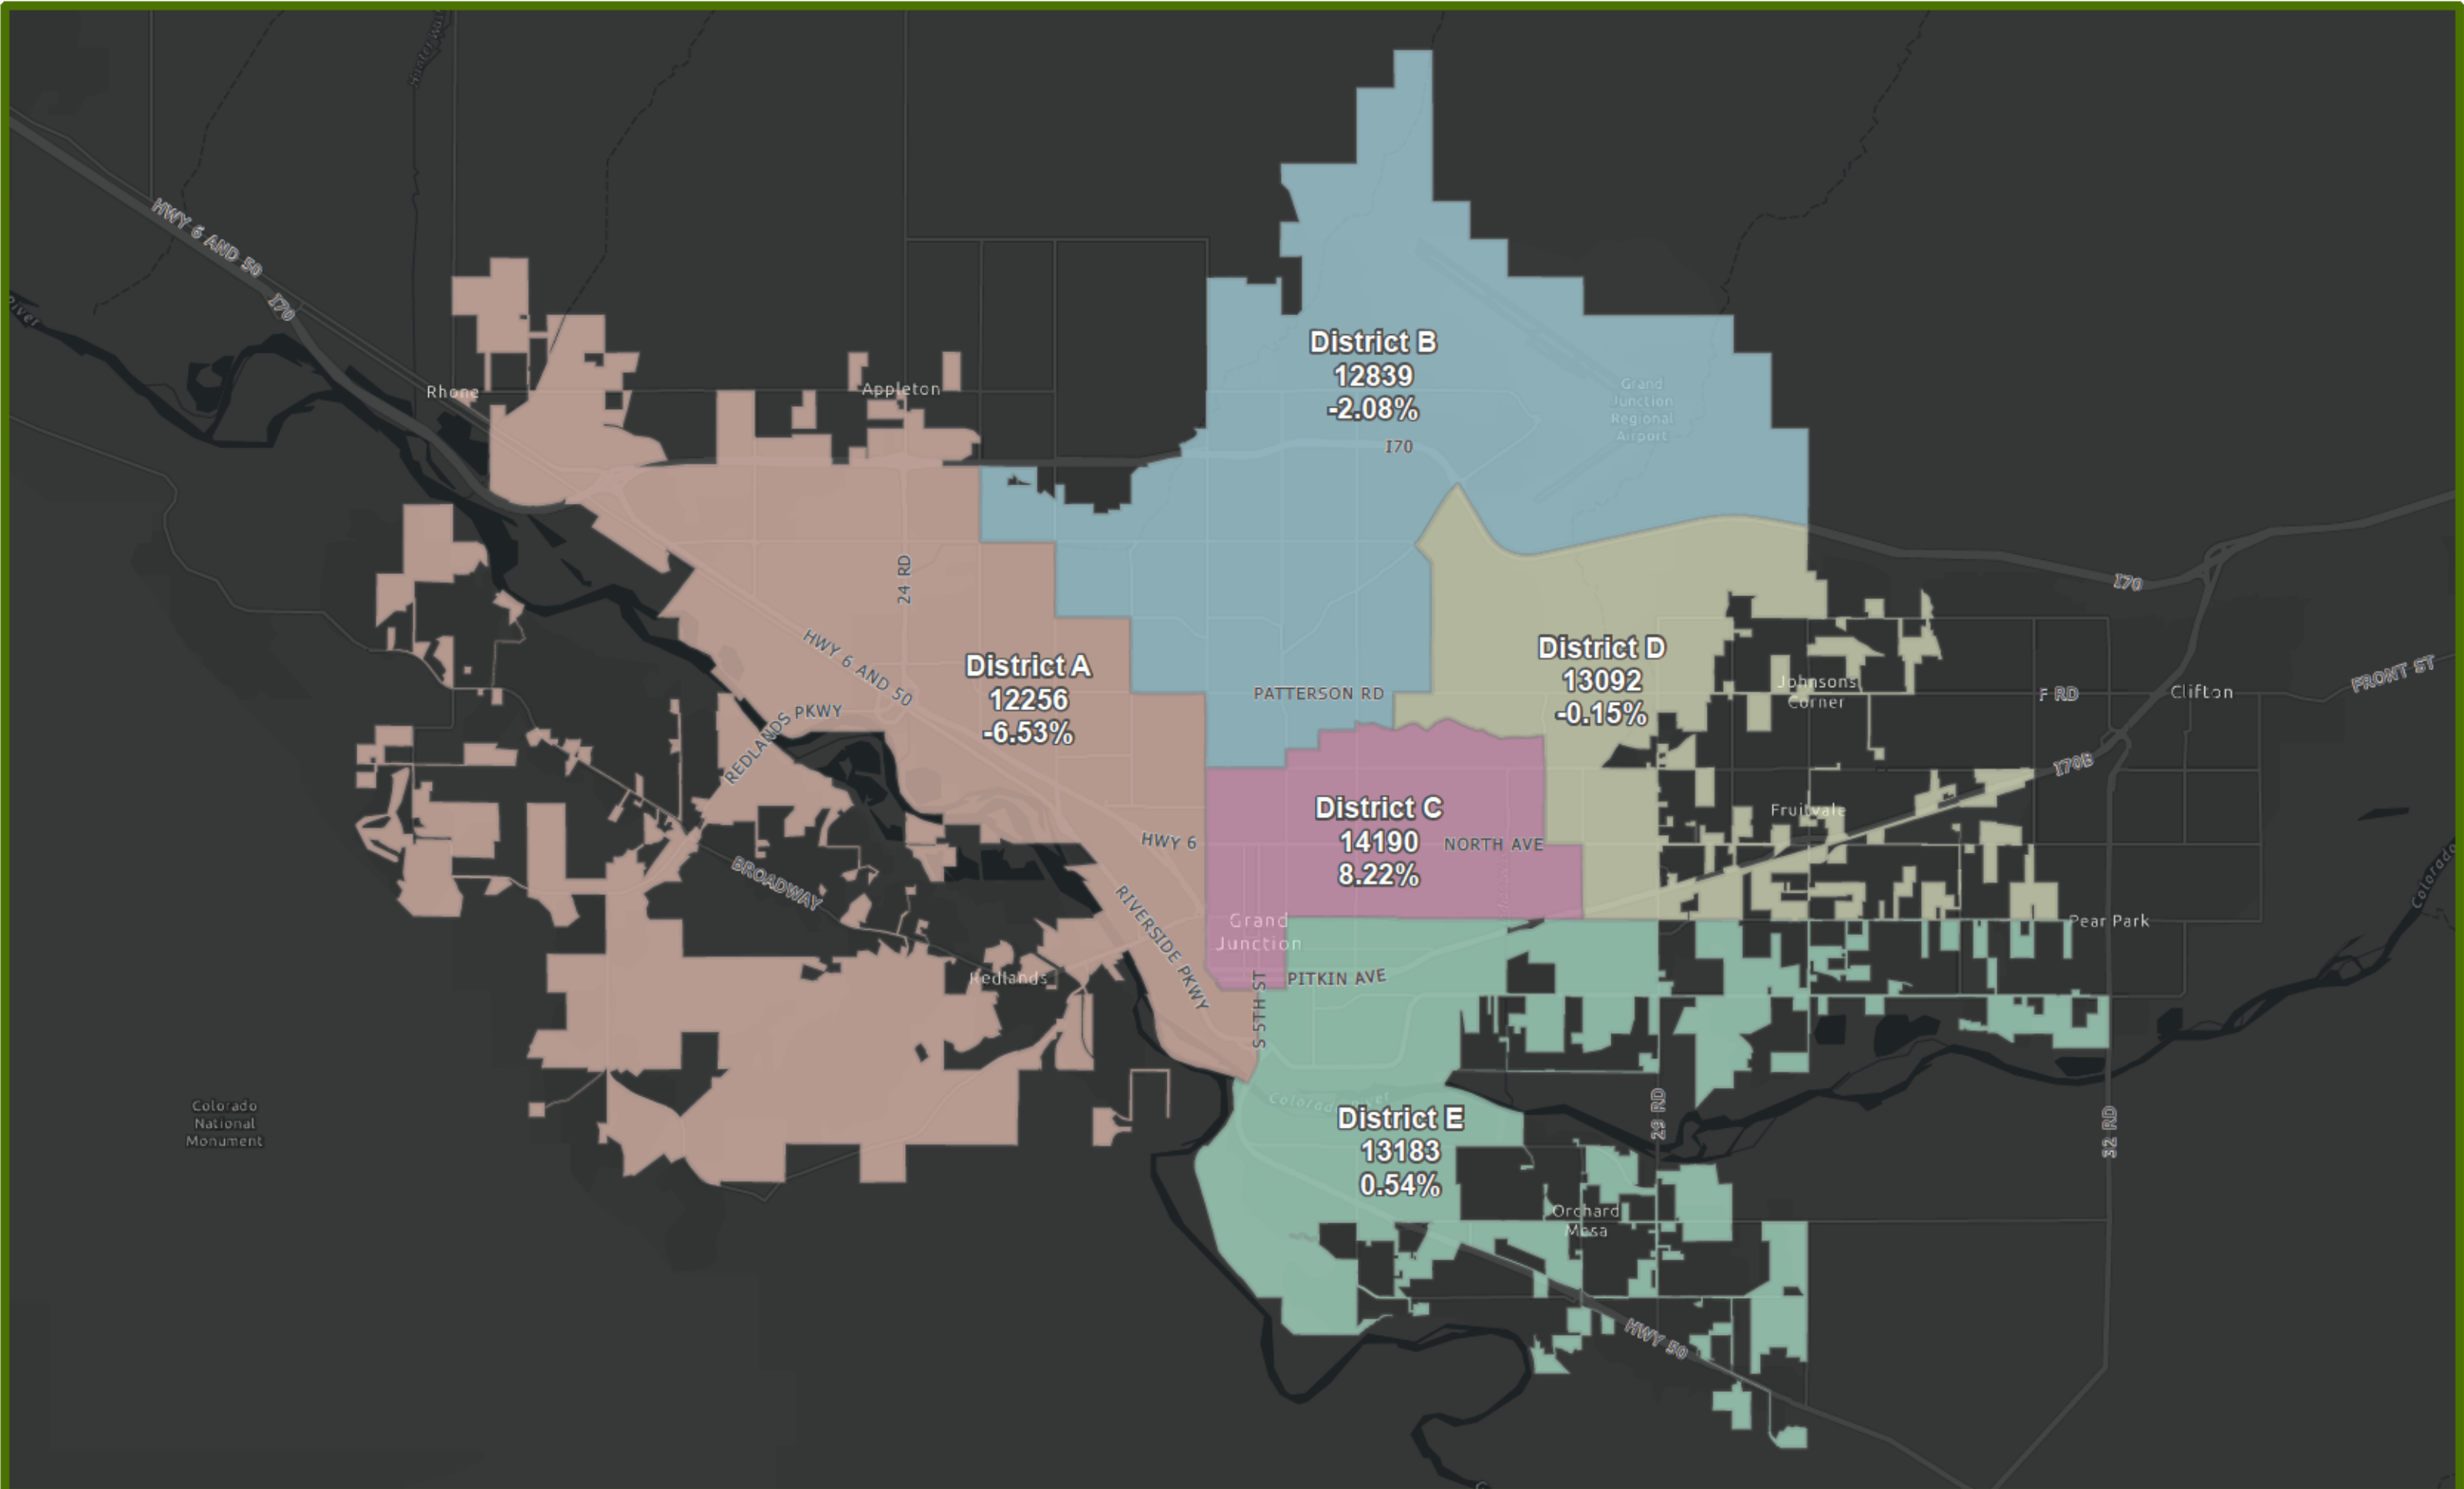 HWY 6 AND 50
I70
River
Rhone
Appleton
District B
12839
-2.08%
I70
Grand
Junction
Regional
Airport
24 RD
HWY 6 AND 50
REDLANDS PKWY
District A
12256
-6.53%
PATTERSON RD
District D
13092
-0.15%
Johnsons
Corner
F RD
Clifton
FRONT ST
I70
I70B
District C
14190
8.22%
HWY 6
NORTH AVE
Fruitvale
BROADWAY
RIVERSIDE PKWY
Grand
Junction
Redlands
S 5TH ST
PITKIN AVE
Pear Park
Colorado
Colorado
National
Monument
Colorado River
District E
13183
0.54%
29 RD
32 RD
Orchard
Mesa
HWY 50